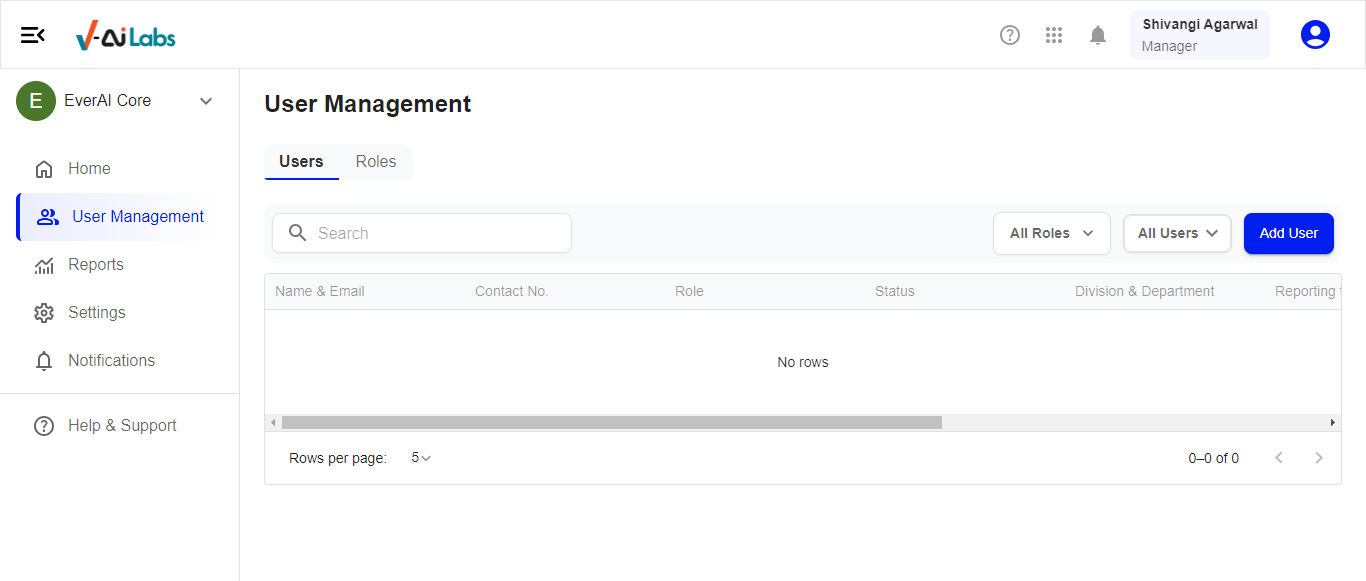 V-Ai Labs
Shivangi Agarwal
Manager
E EverAI Core
Home
User Management
Reports
Settings
Notifications
Help & Support
User Management
Users Roles
Search All Roles All Users Add User
Name & Email Contact No. Role Status Division & Department Reporting
No rows
Rows per page: 5 0–0 of 0